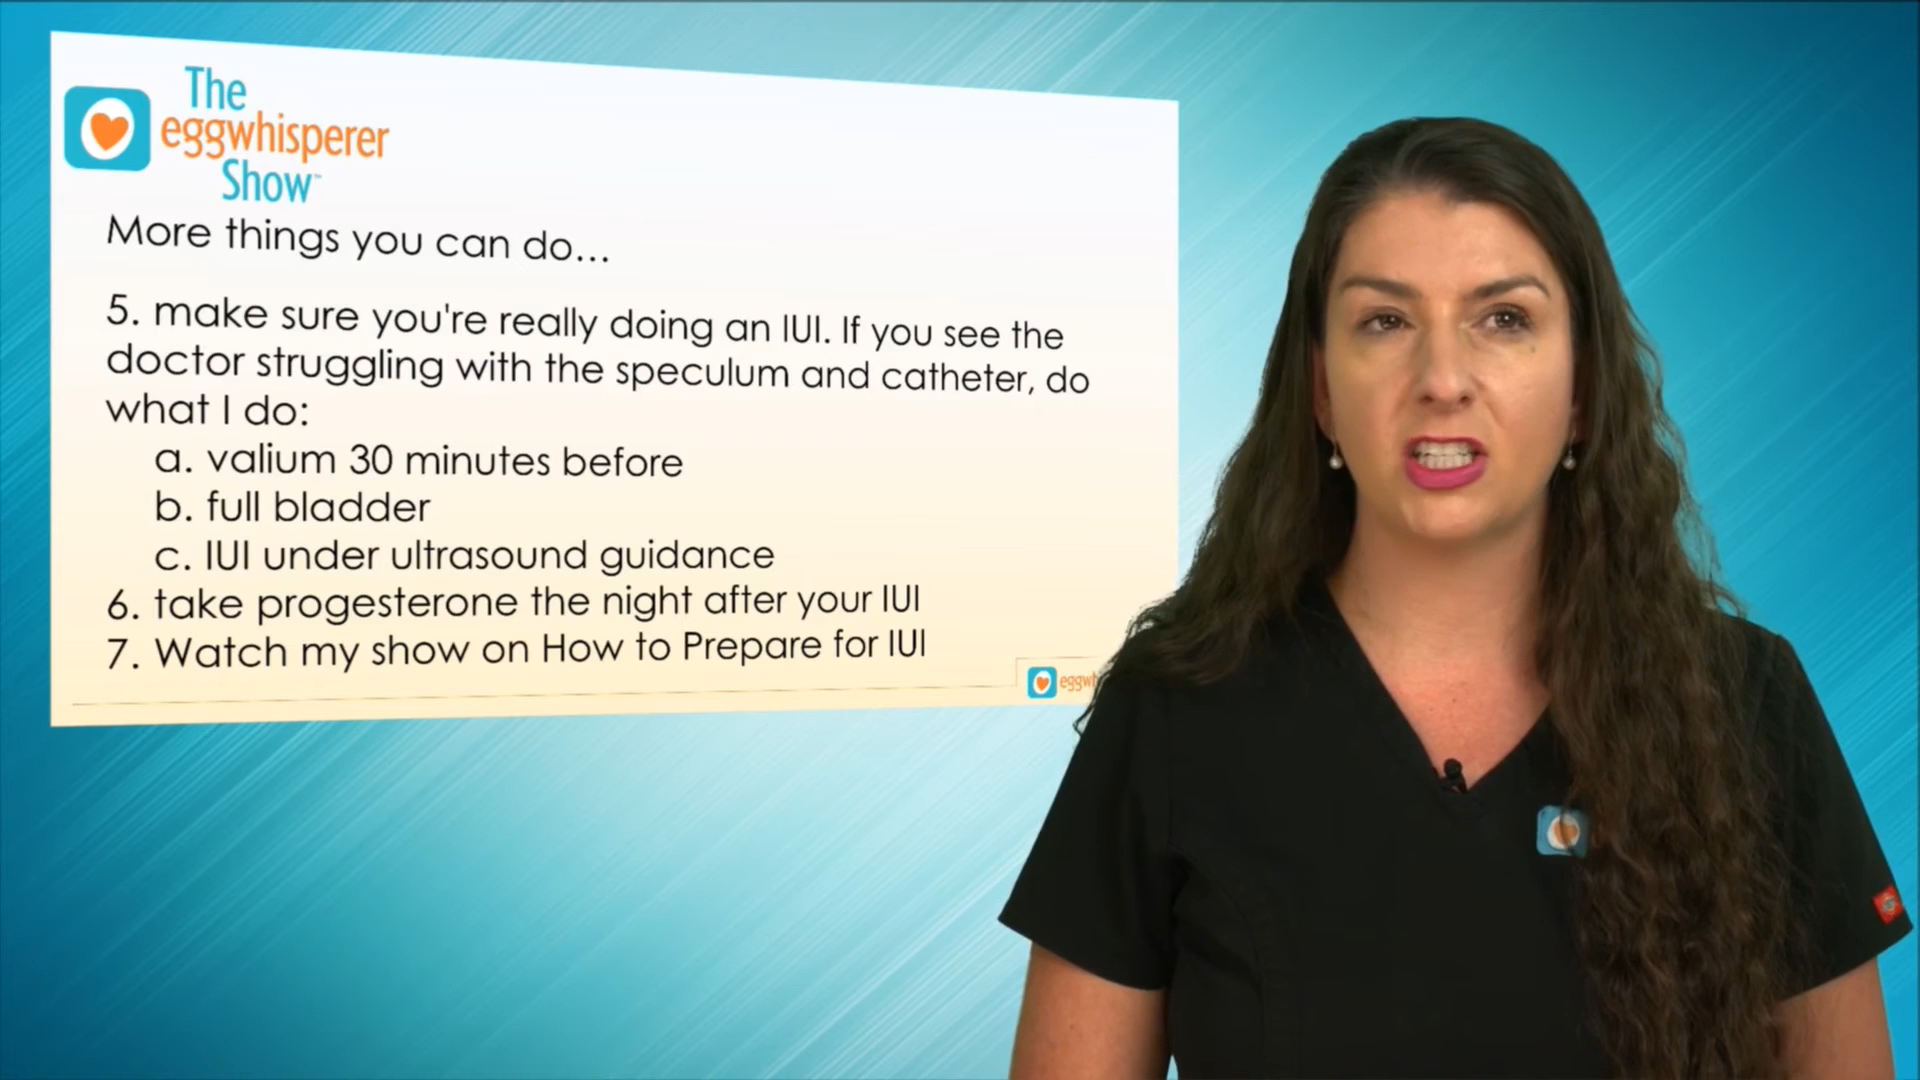 The
eggwhisperer
Show™
More things you can do...
5. make sure you're really doing an IUI. If you see the
doctor struggling with the speculum and catheter, do
what I do:
a. valium 30 minutes before
b. full bladder
c. IUI under ultrasound guidance
6. take progesterone the night after your IUI
7. Watch my show on How to Prepare for IUI
eggwh